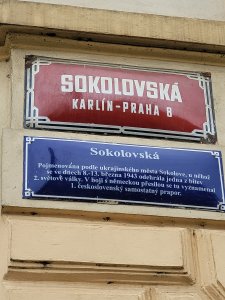 SOKOLOVSKÁ
KARLÍN-PRAHA 8
Sokolovská
Pojmenována podle ukrajinského města Sokolove, u něhož
se ve dnech 8.-13. března 1943 odehrála jedna z bitev
2. světové války. V boji s německou přesilou se tu vyznamenal
1. československý samostatný prapor.